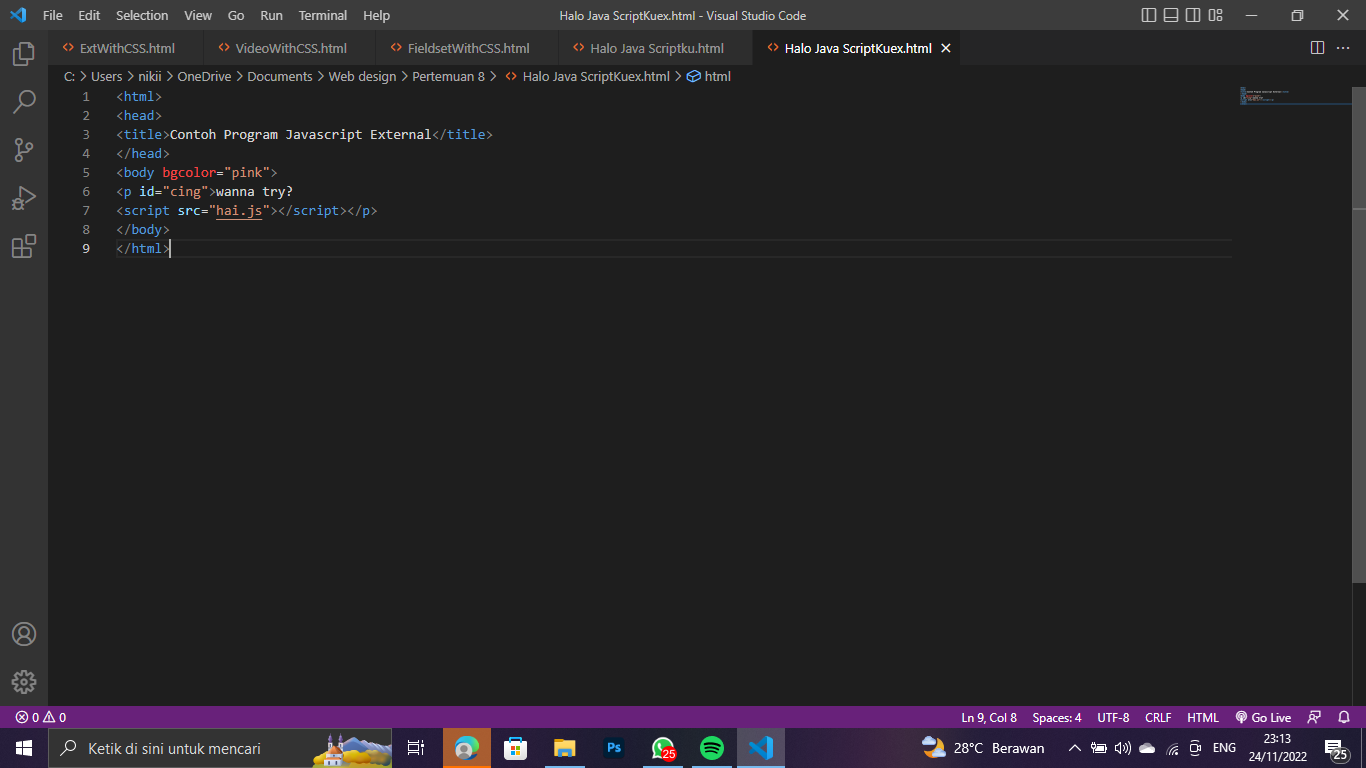 File Edit Selection View Go Run Terminal Help Halo Java ScriptKuex.html - Visual Studio Code
ExtWithCSS.html VideoWithCSS.html FieldsetWithCSS.html Halo Java Scriptku.html Halo Java ScriptKuex.html
C: > Users > nikii > OneDrive > Documents > Web design > Pertemuan 8 > Halo Java ScriptKuex.html > html
1 <html>
2 <head>
3 <title>Contoh Program Javascript External</title>
4 </head>
5 <body bgcolor="pink">
6 <p id="cing">wanna try?
7 <script src="hai.js"></script></p>
8 </body>
9 </html>
0 0 Ln 9, Col 8 Spaces: 4 UTF-8 CRLF HTML Go Live
Ketik di sini untuk mencari Ps 25 28°C Berawan ENG 23:13 25
24/11/2022